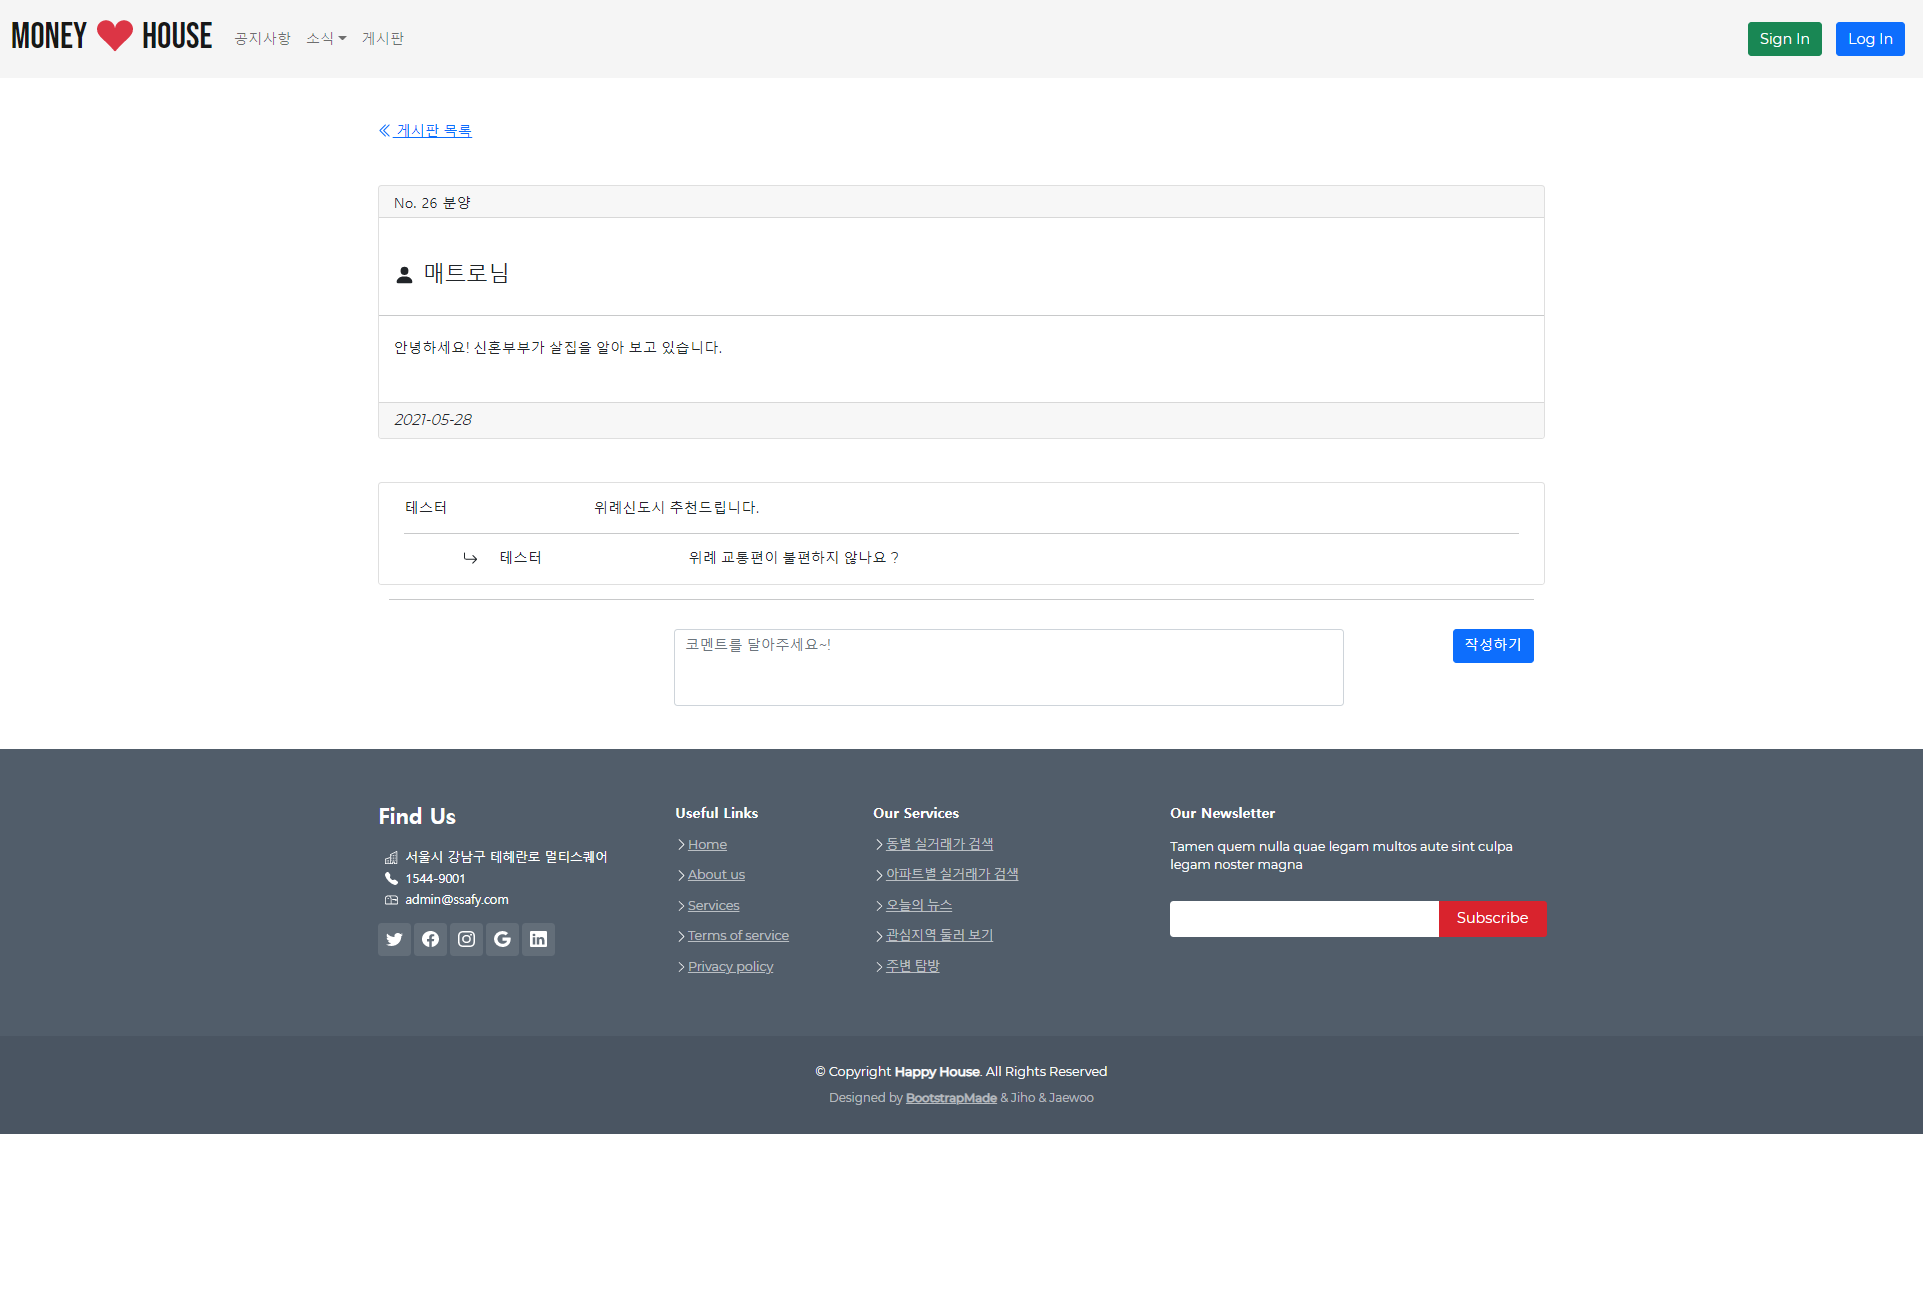 MONEY HOUSE 공지사항 소식 게시판 Sign In Log In
게시판 목록
No. 26 분양
매트로님
안녕하세요! 신혼부부가 살집을 알아 보고 있습니다.
2021-05-28
테스터 위례신도시 추천드립니다.
테스터 위례 교통편이 불편하지 않나요 ?
코멘트를 달아주세요~! 작성하기
Find Us
서울시 강남구 테헤란로 멀티스퀘어
1544-9001
admin@ssafy.com
Useful Links
Home
About us
Services
Terms of service
Privacy policy
Our Services
동별 실거래가 검색
아파트별 실거래가 검색
오늘의 뉴스
관심지역 둘러 보기
주변 탐방
Our Newsletter
Tamen quem nulla quae legam multos aute sint culpa
legam noster magna
Subscribe
© Copyright Happy House. All Rights Reserved
Designed by BootstrapMade & Jiho & Jaewoo